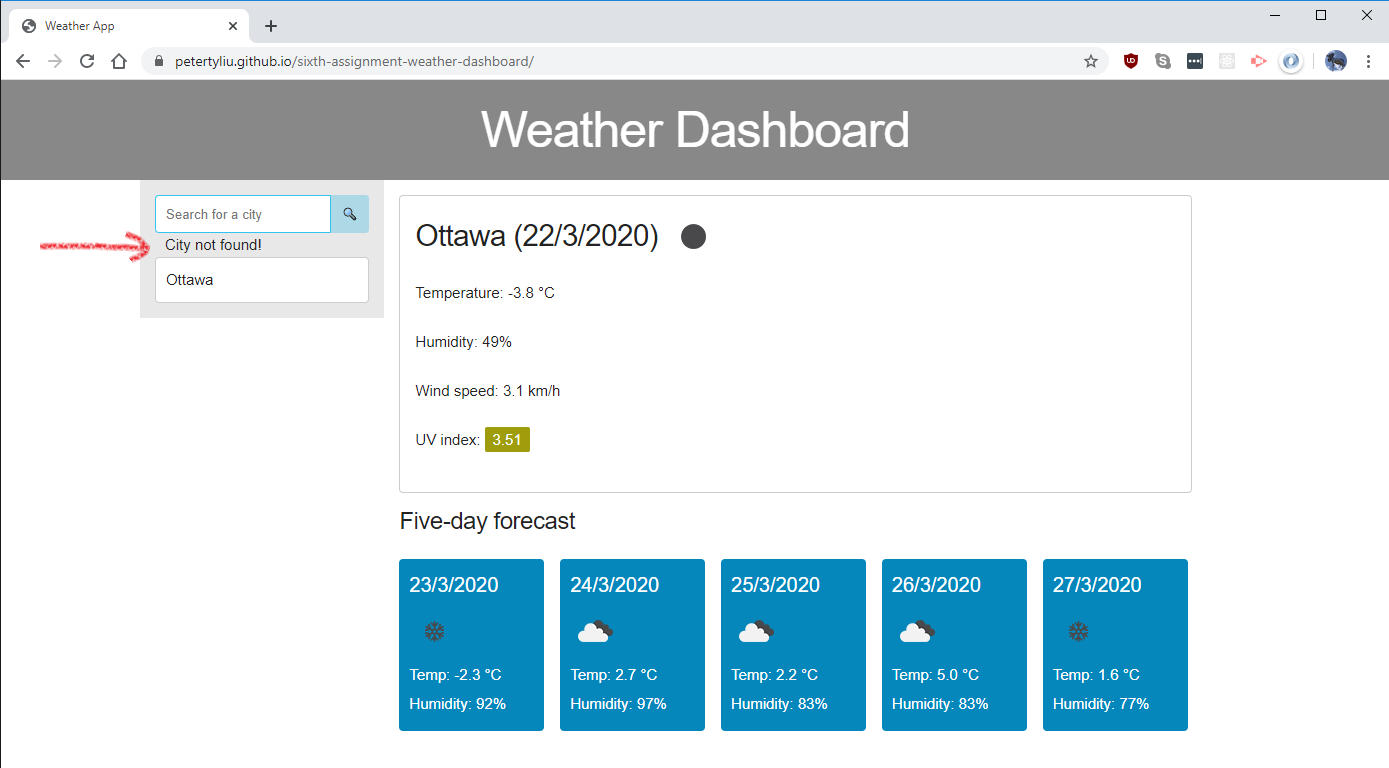 Weather App
petertyliu.github.io/sixth-assignment-weather-dashboard/
Weather Dashboard
Search for a city
City not found!
Ottawa
Ottawa (22/3/2020)
Temperature: -3.8 °C
Humidity: 49%
Wind speed: 3.1 km/h
UV index: 3.51
Five-day forecast
23/3/2020
Temp: -2.3 °C
Humidity: 92%
24/3/2020
Temp: 2.7 °C
Humidity: 97%
25/3/2020
Temp: 2.2 °C
Humidity: 83%
26/3/2020
Temp: 5.0 °C
Humidity: 83%
27/3/2020
Temp: 1.6 °C
Humidity: 77%